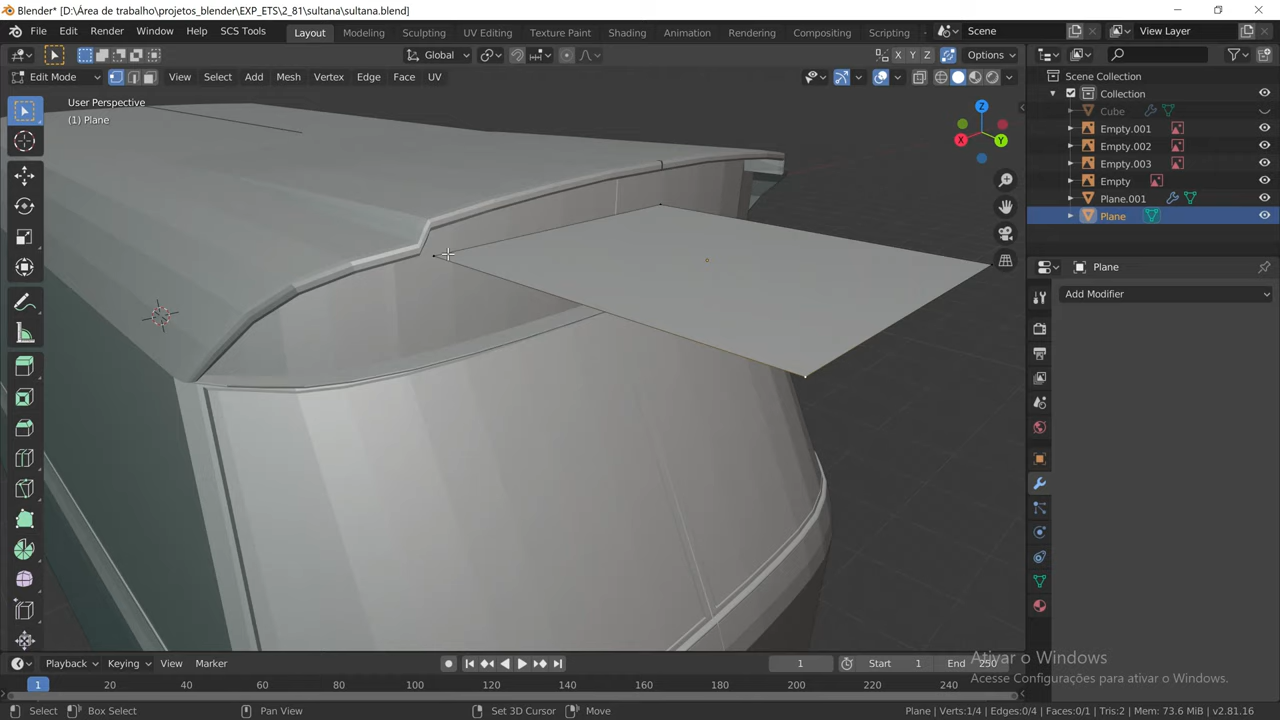 Blender* [D:\Área de trabalho\projetos_blender\EXP_ETS\2_81\sultana\sultana.blend]
File Edit Render Window Help SCS Tools Layout Modeling Sculpting UV Editing Texture Paint Shading Animation Rendering Compositing Scripting Scene View Layer
Global X Y Z Options
Edit Mode View Select Add Mesh Vertex Edge Face UV
User Perspective
(1) Plane
Z
X Y
Scene Collection
Collection
Cube
Empty.001
Empty.002
Empty.003
Empty
Plane.001
Plane
Plane
Add Modifier
Ativar o Windows
Acesse Configurações para ativar o Windows.
Playback Keying View Marker 1 Start 1 End 250
1 20 40 60 80 100 120 140 160 180 200 220 240
Select Box Select Pan View Set 3D Cursor Move Plane | Verts:1/4 | Edges:0/4 | Faces:0/1 | Tris:2 | Mem: 73.6 MiB | v2.81.16